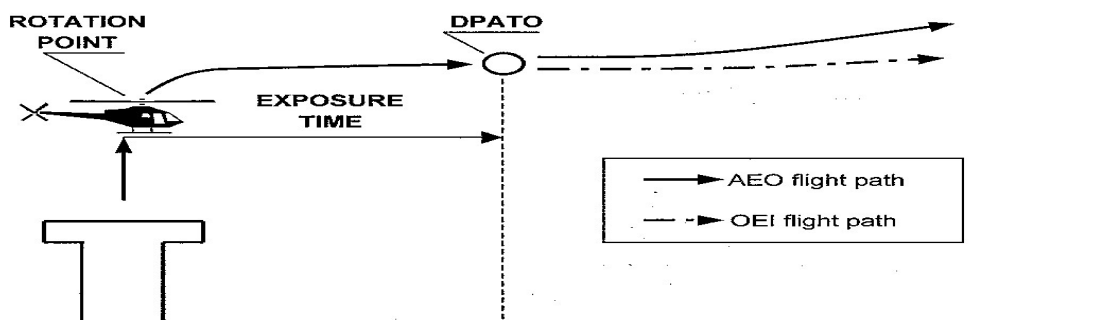 ROTATION
POINT
DPATO
EXPOSURE
TIME
AEO flight path
OEI flight path